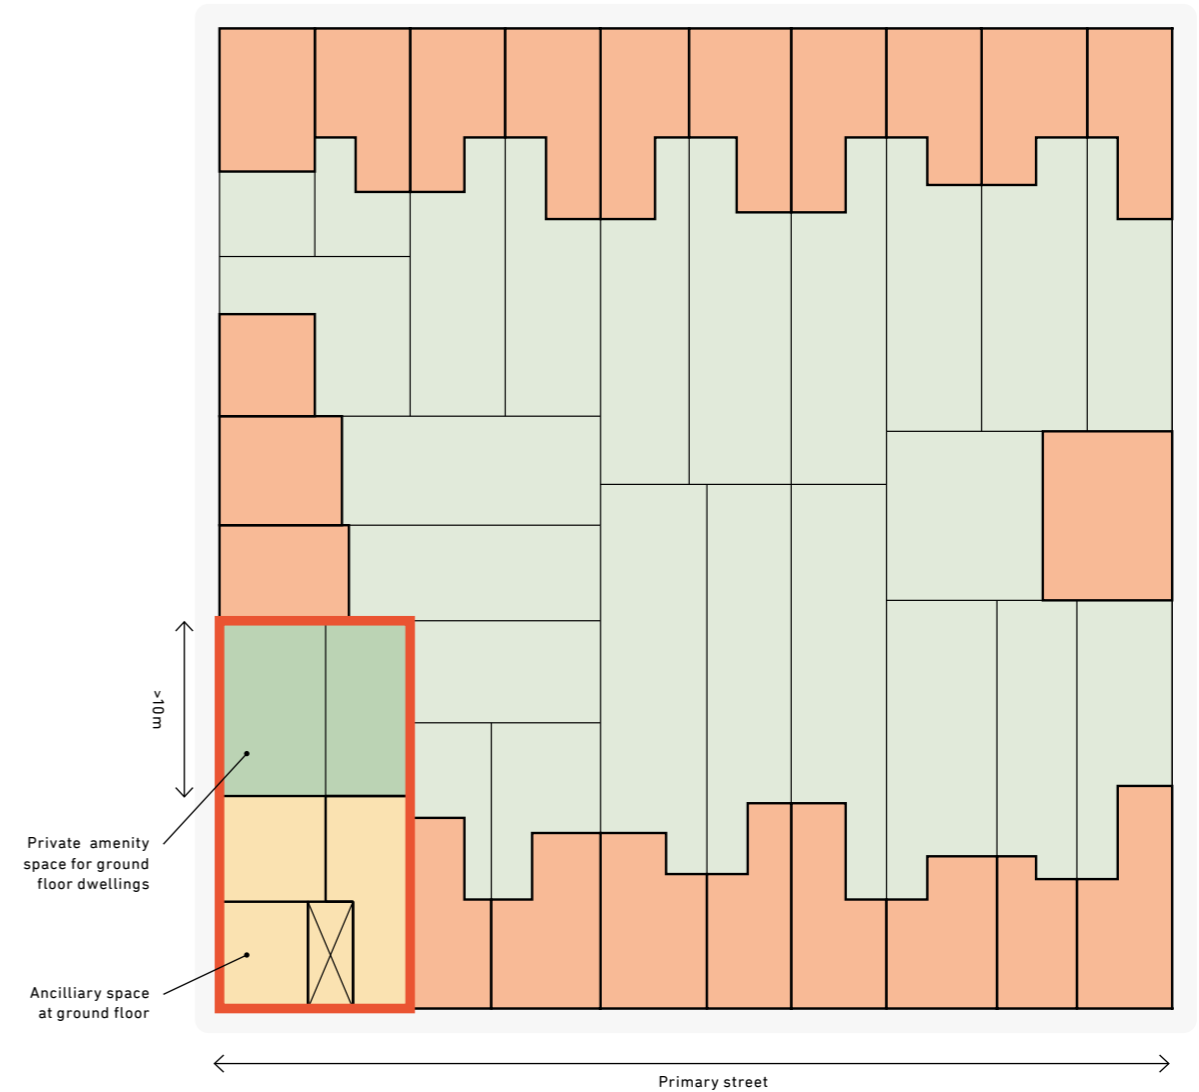 >10m
Private amenity
space for ground
floor dwellings
Ancilliary space
at ground floor
Primary street